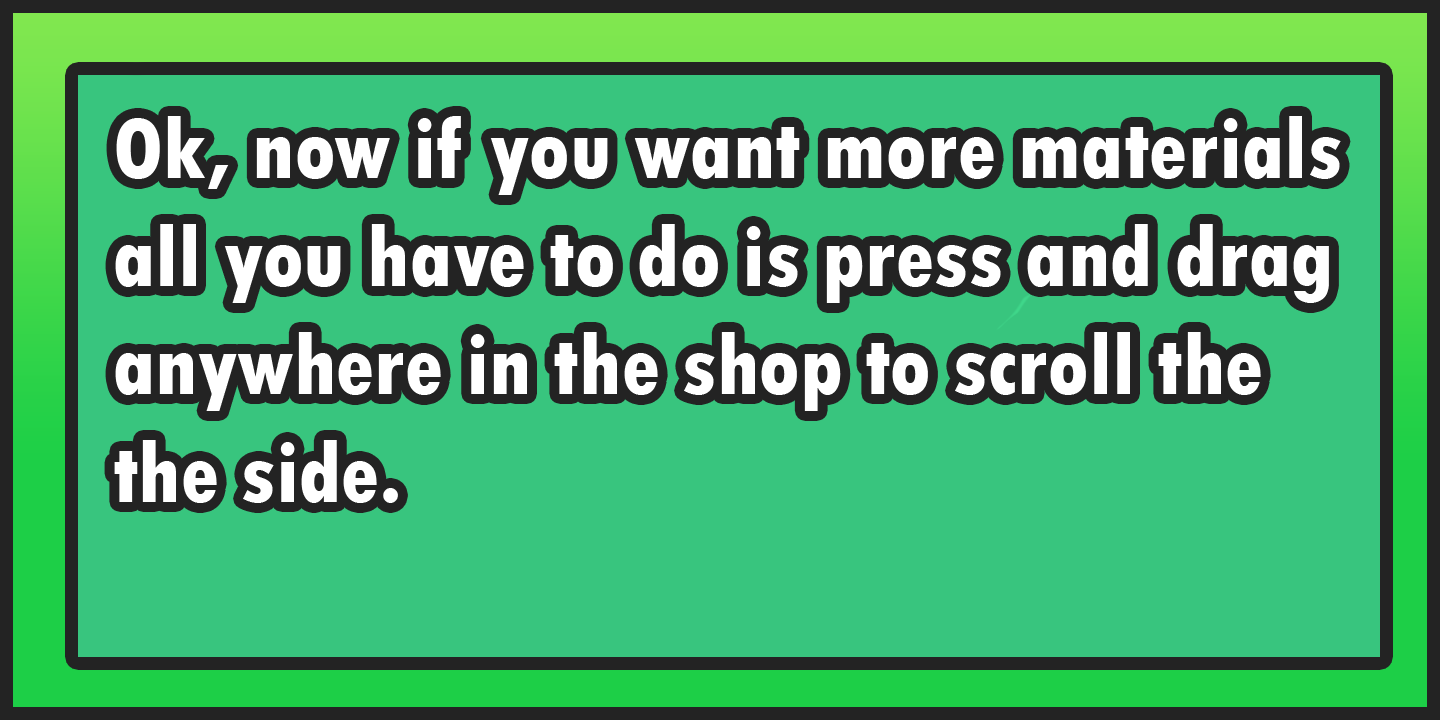 Ok, now if you want more materials
all you have to do is press and drag
anywhere in the shop to scroll the
the side.